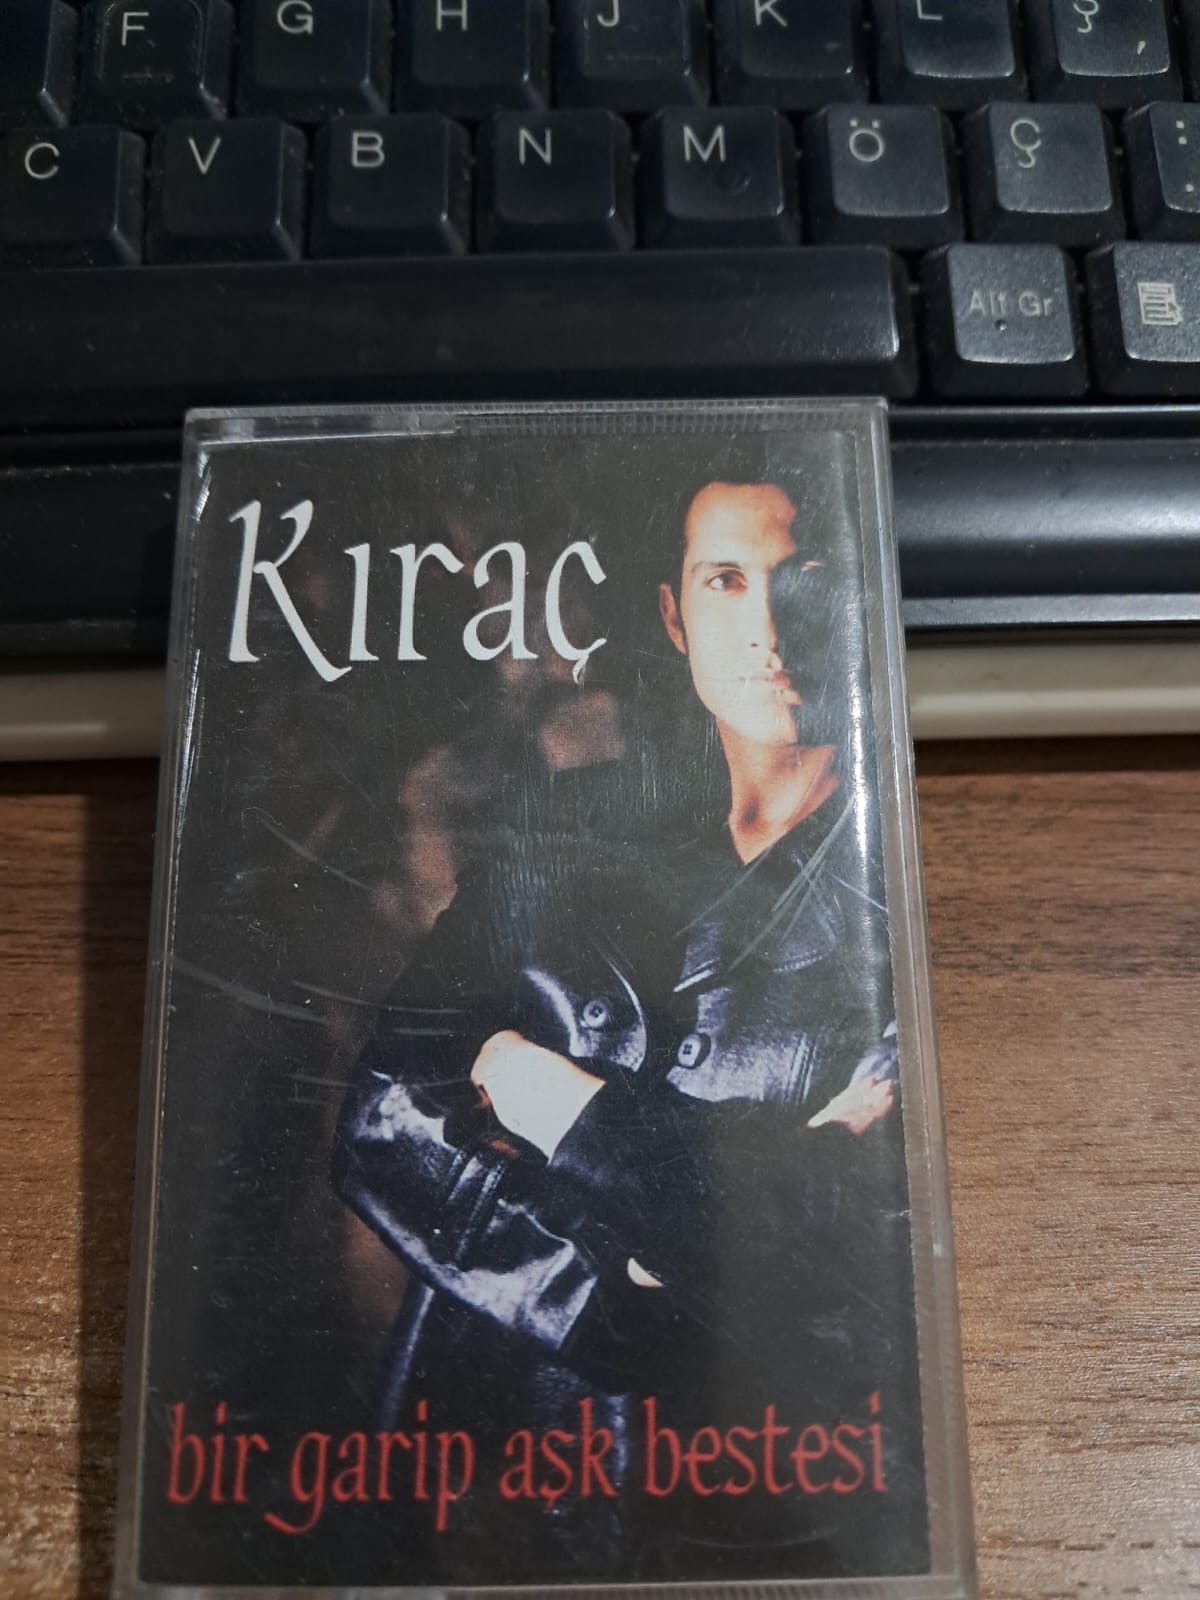 F G H J K L Ş ,
C V B N M Ö Ç :
Alt Gr
Kıraç
bir garip aşk bestesi